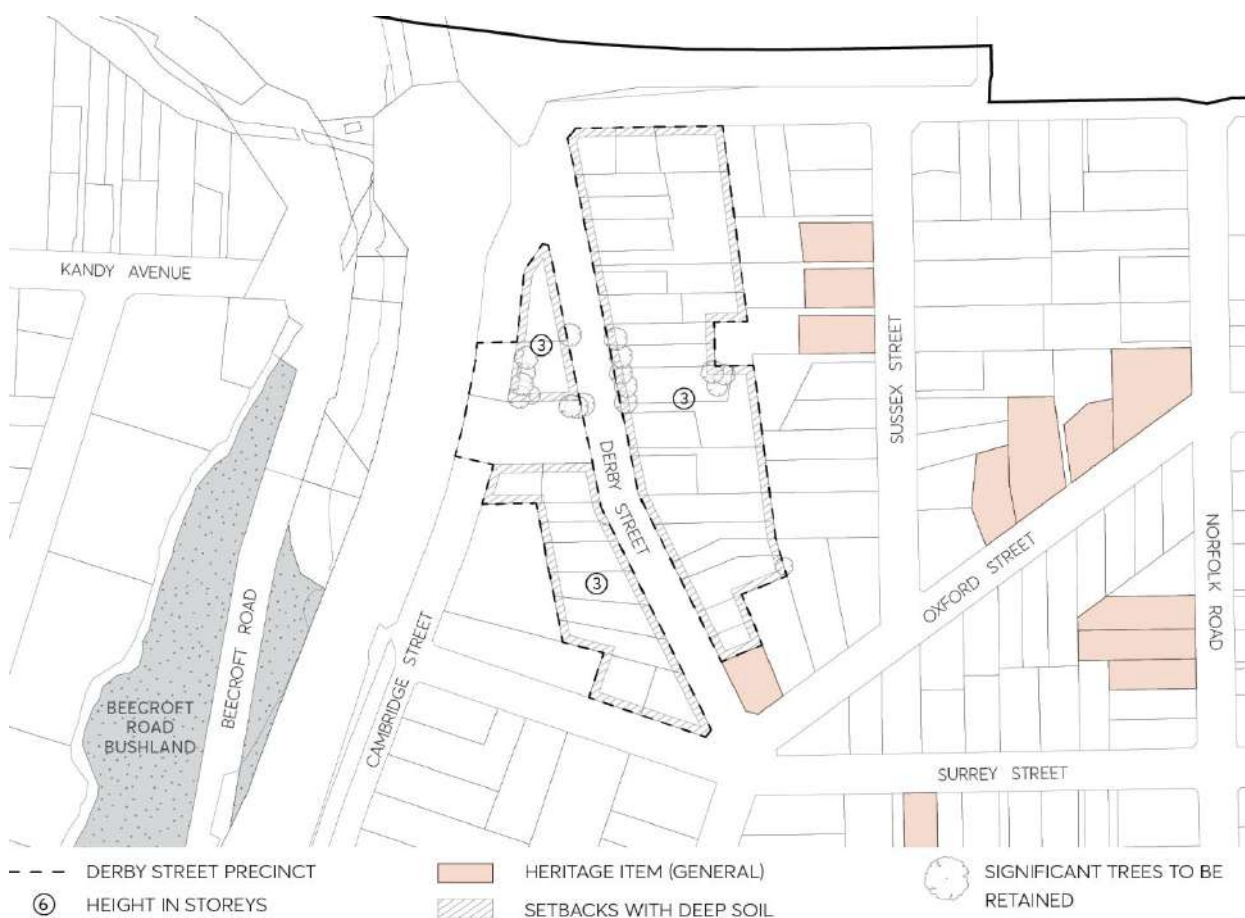 KANDY AVENUE
3
3
SUSSEX STREET
DERBY STREET
NORFOLK ROAD
OXFORD STREET
3
BEECROFT ROAD
CAMBRIDGE STREET
BEECROFT
ROAD
BUSHLAND
SURREY STREET
DERBY STREET PRECINCT
6 HEIGHT IN STOREYS
HERITAGE ITEM (GENERAL)
SETBACKS WITH DEEP SOIL
SIGNIFICANT TREES TO BE
RETAINED